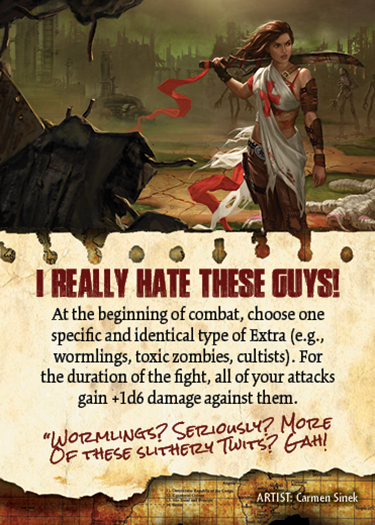 I REALLY HATE THESE GUYS!
At the beginning of combat, choose one
specific and identical type of Extra (e.g.,
wormlings, toxic zombies, cultists). For
the duration of the fight, all of your attacks
gain +1d6 damage against them.
"WORMLINGS? SERIOUSLY? MORE
OF THESE SLITHERY TWITS? GAH!
ARTIST: Carmen Sinek